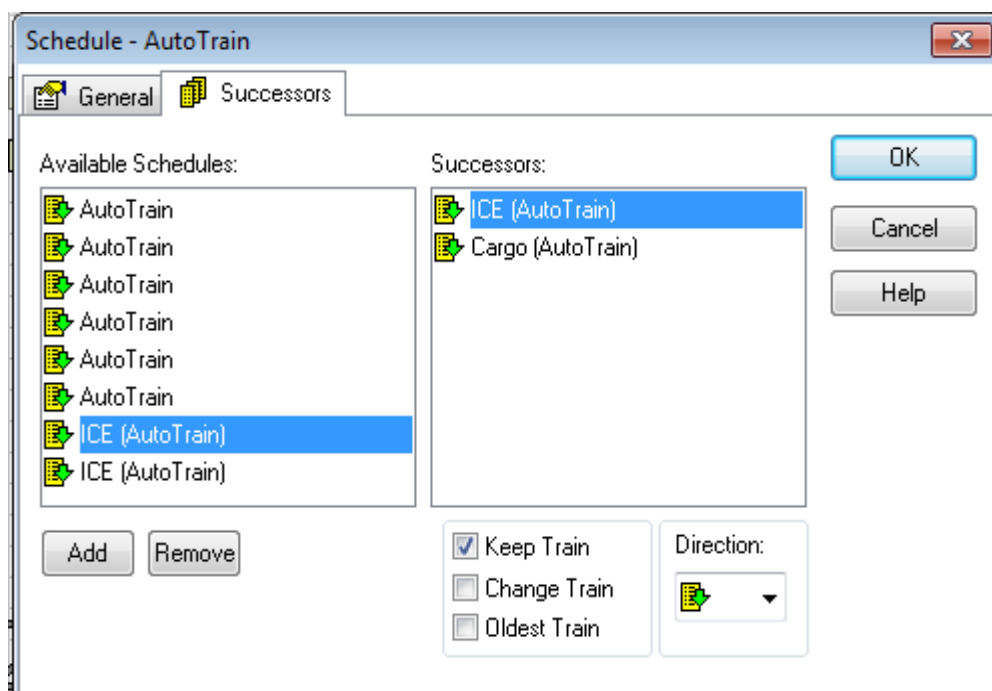 Schedule - AutoTrain
General
Successors
Available Schedules:
AutoTrain
AutoTrain
AutoTrain
AutoTrain
AutoTrain
AutoTrain
ICE (AutoTrain)
ICE (AutoTrain)
Add
Remove
Successors:
ICE (AutoTrain)
Cargo (AutoTrain)
Keep Train
Change Train
Oldest Train
Direction:
OK
Cancel
Help